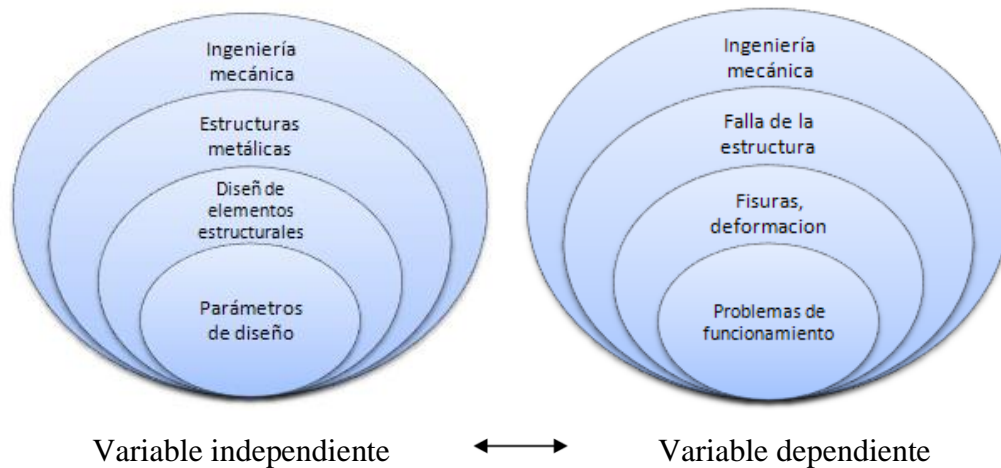 Ingeniería
mecánica
Estructuras
metálicas
Diseñ de
elementos
estructurales
Parámetros
de diseño
Ingeniería
mecánica
Falla de la
estructura
Fisuras,
deformacion
Problemas de
funcionamiento
Variable independiente
Variable dependiente